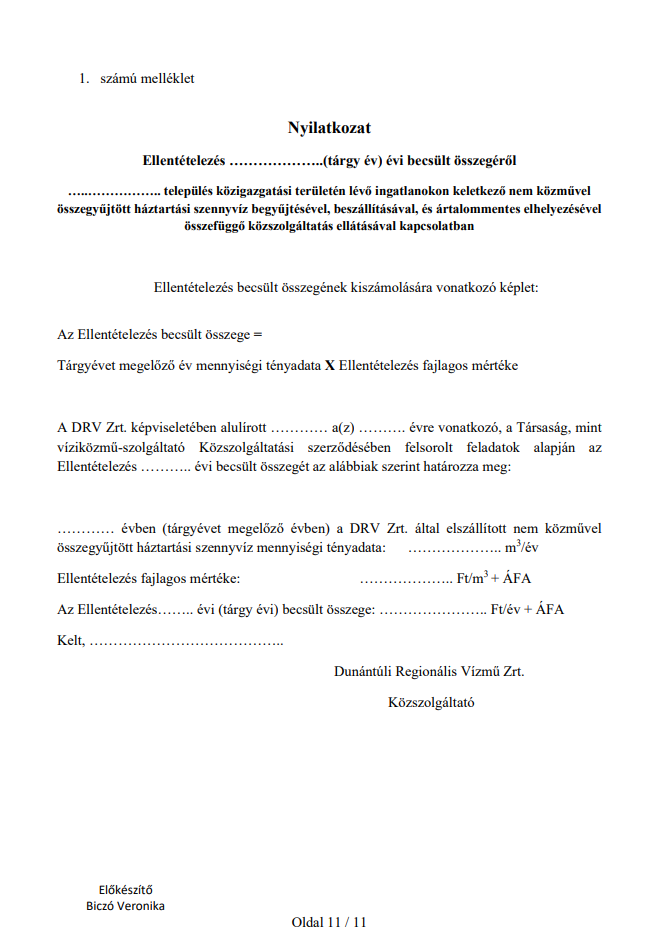 1. számú melléklet
Nyilatkozat
Ellentételezés ………………..(tárgy év) évi becsült összegéről
…..…………….. település közigazgatási területén lévő ingatlanokon keletkező nem közművel
összegyűjtött háztartási szennyvíz begyűjtésével, beszállításával, és ártalommentes elhelyezésével
összefüggő közszolgáltatás ellátásával kapcsolatban
Ellentételezés becsült összegének kiszámolására vonatkozó képlet:
Az Ellentételezés becsült összege =
Tárgyévet megelőző év mennyiségi tényadata X Ellentételezés fajlagos mértéke
A DRV Zrt. képviseletében alulírott ………… a(z) ………. évre vonatkozó, a Társaság, mint
víziközmű-szolgáltató Közszolgáltatási szerződésében felsorolt feladatok alapján az
Ellentételezés ……….. évi becsült összegét az alábbiak szerint határozza meg:
………… évben (tárgyévet megelőző évben) a DRV Zrt. által elszállított nem közművel
összegyűjtött háztartási szennyvíz mennyiségi tényadata: ……………….. m³/év
Ellentételezés fajlagos mértéke: ……………….. Ft/m³ + ÁFA
Az Ellentételezés…….. évi (tárgy évi) becsült összege: ………………….. Ft/év + ÁFA
Kelt, …………………………………..
Dunántúli Regionális Vízmű Zrt.
Közszolgáltató
Előkészítő
Biczó Veronika
Oldal 11 / 11